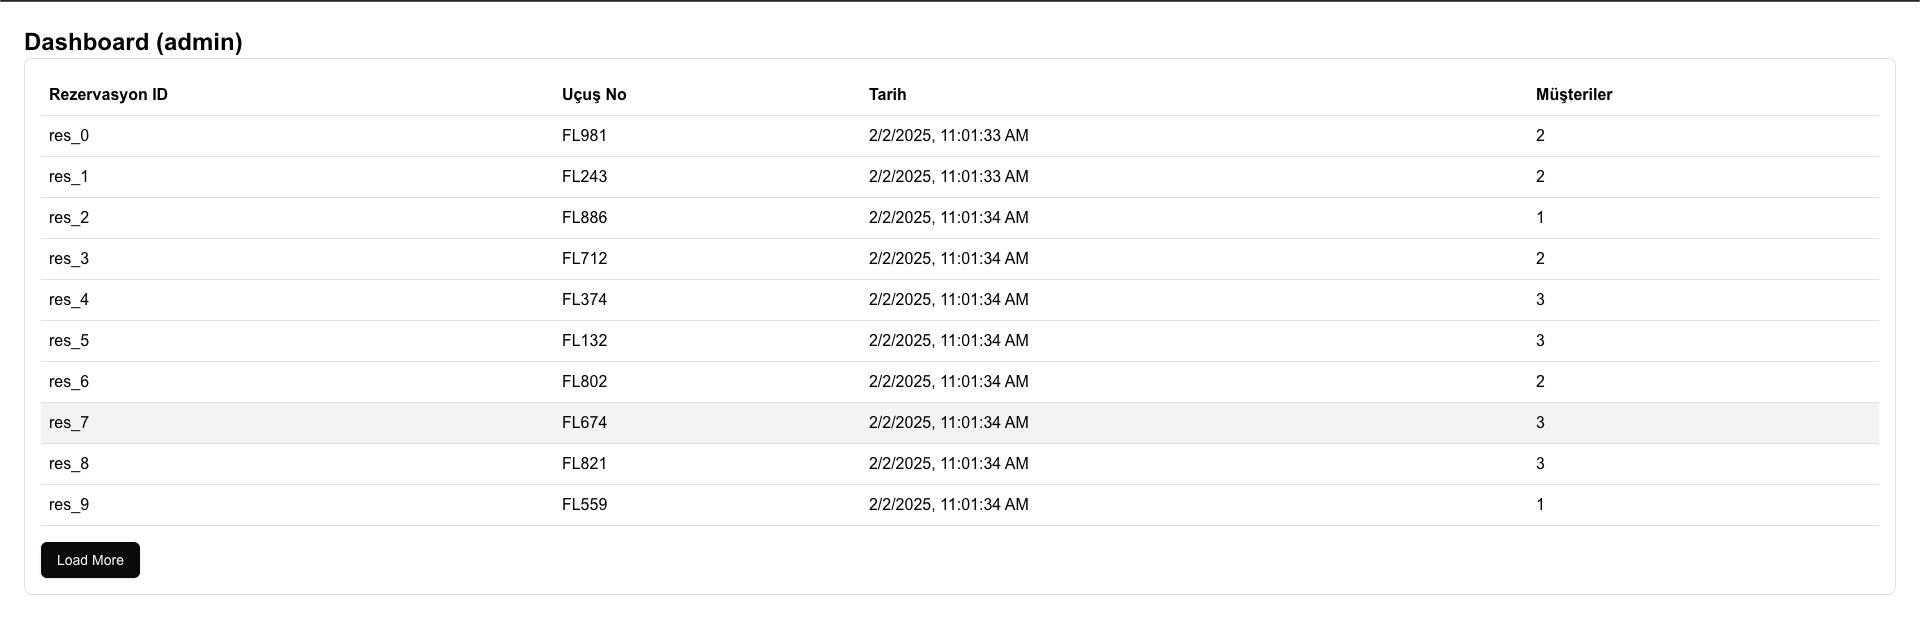 Dashboard (admin)
Rezervasyon ID Uçuş No Tarih Müşteriler
res_0 FL981 2/2/2025, 11:01:33 AM 2
res_1 FL243 2/2/2025, 11:01:33 AM 2
res_2 FL886 2/2/2025, 11:01:34 AM 1
res_3 FL712 2/2/2025, 11:01:34 AM 2
res_4 FL374 2/2/2025, 11:01:34 AM 3
res_5 FL132 2/2/2025, 11:01:34 AM 3
res_6 FL802 2/2/2025, 11:01:34 AM 2
res_7 FL674 2/2/2025, 11:01:34 AM 3
res_8 FL821 2/2/2025, 11:01:34 AM 3
res_9 FL559 2/2/2025, 11:01:34 AM 1
Load More